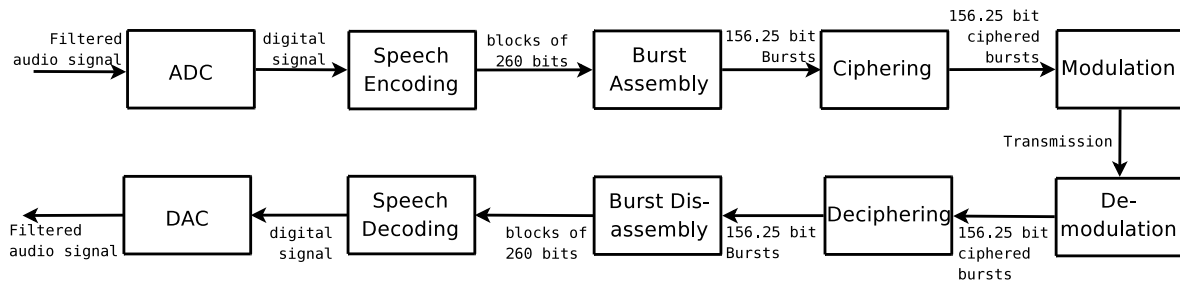 Filtered
audio signal
ADC
digital
signal
Speech
Encoding
blocks of
260 bits
Burst
Assembly
156.25 bit
Bursts
Ciphering
156.25 bit
ciphered
bursts
Modulation
Transmission
De-
modulation
156.25 bit
ciphered
bursts
Deciphering
156.25 bit
Bursts
Burst Dis-
assembly
blocks of
260 bits
Speech
Decoding
digital
signal
DAC
Filtered
audio signal